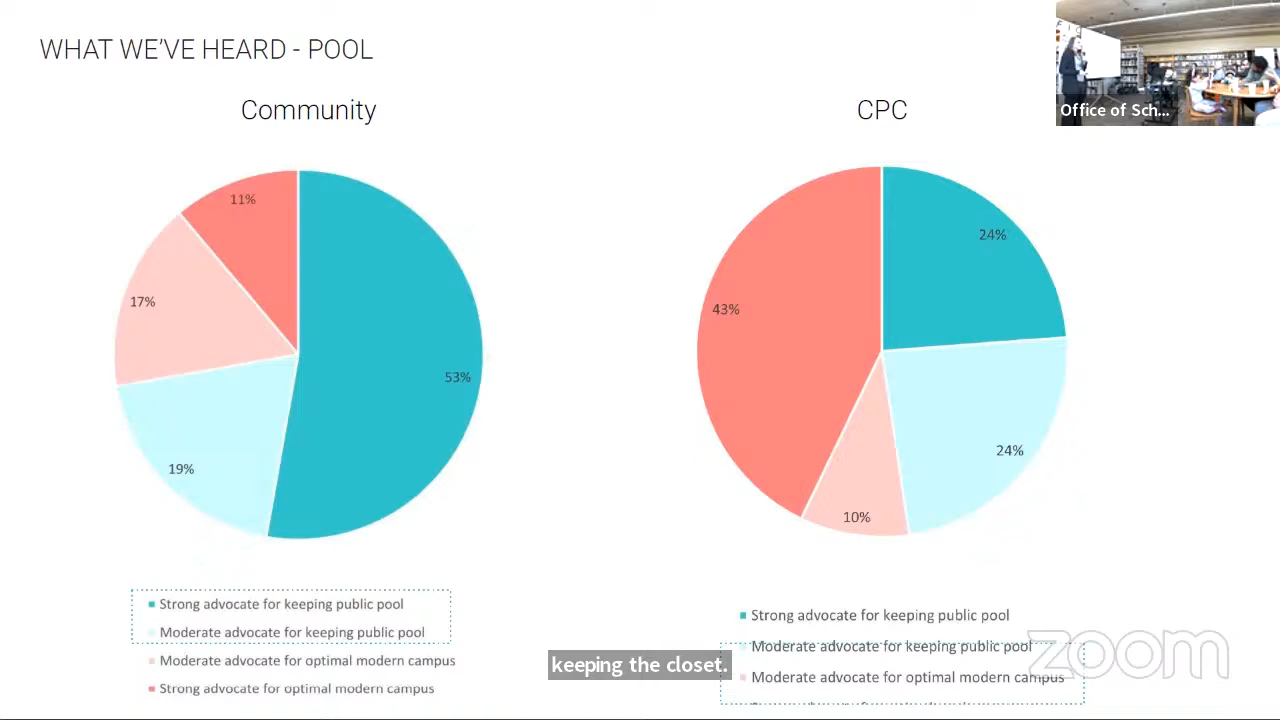 WHAT WE'VE HEARD - POOL
Office of Sch...
Community
CPC
11%
17%
19%
53%
43%
24%
24%
10%
Strong advocate for keeping public pool
Moderate advocate for keeping public pool
Moderate advocate for optimal modern campus
Strong advocate for optimal modern campus
Strong advocate for keeping public pool
Moderate advocate for keeping public pool
Moderate advocate for optimal modern campus
keeping the closet.
zoom